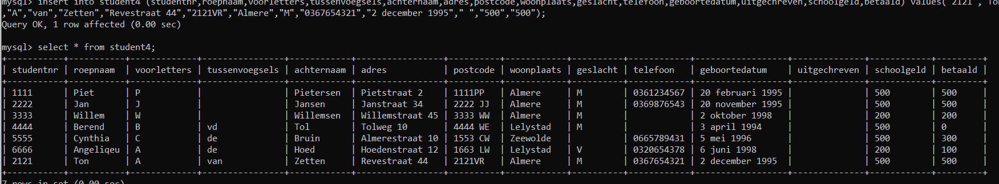 mysql> insert into student4 (studentnr,roepnaam,voorletters,tussenvoegsels,achternaam,adres,postcode,woonplaats,geslacht,telefoon,geboortedatum,uitgechreven,schoolgeld,betaald) values("2121","Ton"
,"A","van","Zetten","Revestraat 44","2121VR","Almere","M","0367654321","2 december 1995"," ","500","500");
Query OK, 1 row affected (0.00 sec)
mysql> select * from student4;
+-----------+----------+-------------+----------------+------------+-----------------+----------+------------+----------+------------+------------------+--------------+------------+---------+
| studentnr | roepnaam | voorletters | tussenvoegsels | achternaam | adres | postcode | woonplaats | geslacht | telefoon | geboortedatum | uitgechreven | schoolgeld | betaald |
+-----------+----------+-------------+----------------+------------+-----------------+----------+------------+----------+------------+------------------+--------------+------------+---------+
| 1111 | Piet | P | | Pietersen | Pietstraat 2 | 1111PP | Almere | M | 0361234567 | 20 februari 1995 | | 500 | 500 |
| 2222 | Jan | J | | Jansen | Janstraat 34 | 2222 JJ | Almere | M | 0369876543 | 20 november 1995 | | 500 | 500 |
| 3333 | Willem | W | | Willemsen | Willemstraat 45 | 3333 WW | Almere | M | | 2 oktober 1998 | | 200 | 200 |
| 4444 | Berend | B | vd | Tol | Tolweg 10 | 4444 WE | Lelystad | M | | 3 april 1994 | | 500 | 0 |
| 5555 | Cynthia | C | de | Bruin | Almerestraat 10 | 1553 CW | Zeewolde | | 0665789431 | 5 mei 1996 | | 500 | 300 |
| 6666 | Angeliqeu | A | de | Hoed | Hoedenstraat 12 | 1663 LW | Lelystad | V | 0320654378 | 6 juni 1998 | | 200 | 100 |
| 2121 | Ton | A | van | Zetten | Revestraat 44 | 2121VR | Almere | M | 0367654321 | 2 december 1995 | | 500 | 500 |
+-----------+----------+-------------+----------------+------------+-----------------+----------+------------+----------+------------+------------------+--------------+------------+---------+
7 rows in set (0.00 sec)